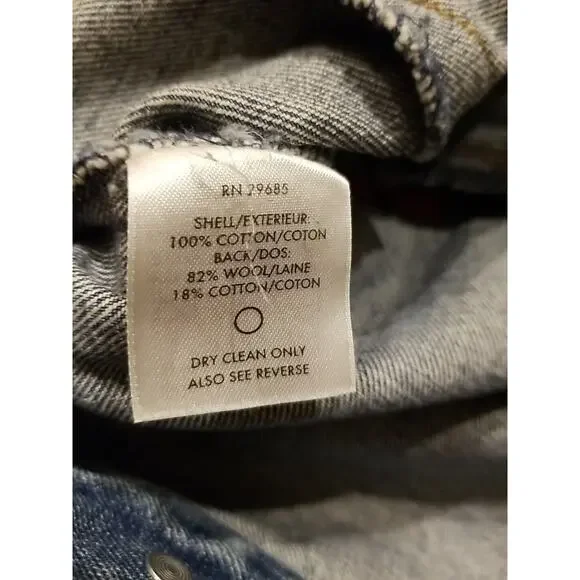 RN 29685
SHELL/EXTERIEUR:
100% COTTON/COTON
BACK/DOS:
82% WOOL/LAINE
18% COTTON/COTON
DRY CLEAN ONLY
ALSO SEE REVERSE